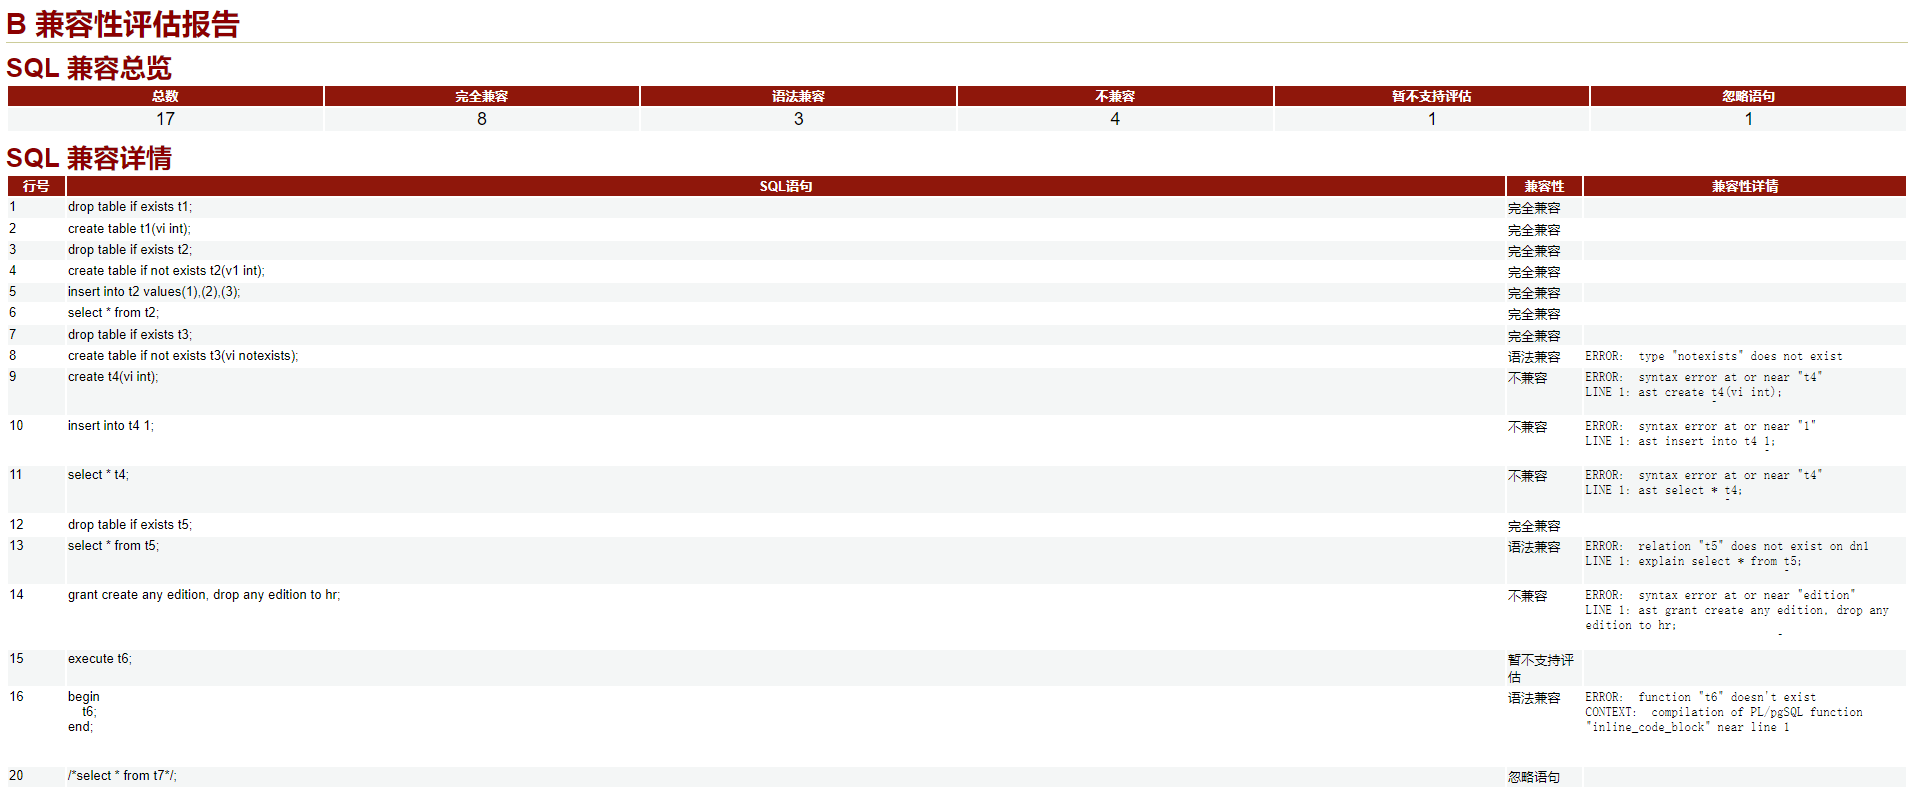 B 兼容性评估报告
SQL 兼容总览
总数 完全兼容 语法兼容 不兼容 暂不支持评估 忽略语句
17 8 3 4 1 1
SQL 兼容详情
行号 SQL语句 兼容性 兼容性详情
1 drop table if exists t1; 完全兼容
2 create table t1(vi int); 完全兼容
3 drop table if exists t2; 完全兼容
4 create table if not exists t2(v1 int); 完全兼容
5 insert into t2 values(1),(2),(3); 完全兼容
6 select * from t2; 完全兼容
7 drop table if exists t3; 完全兼容
8 create table if not exists t3(vi notexists); 语法兼容 ERROR: type "notexists" does not exist
9 create t4(vi int); 不兼容 ERROR: syntax error at or near "t4"
LINE 1: ast create t4(vi int);
10 insert into t4 1; 不兼容 ERROR: syntax error at or near "1"
LINE 1: ast insert into t4 1;
11 select * t4; 不兼容 ERROR: syntax error at or near "t4"
LINE 1: ast select * t4;
12 drop table if exists t5; 完全兼容
13 select * from t5; 语法兼容 ERROR: relation "t5" does not exist on dn1
LINE 1: explain select * from t5;
14 grant create any edition, drop any edition to hr; 不兼容 ERROR: syntax error at or near "edition"
LINE 1: ast grant create any edition, drop any
edition to hr;
15 execute t6; 暂不支持评
估
16 begin 语法兼容 ERROR: function "t6" doesn't exist
t6; CONTEXT: compilation of PL/pgSQL function
end; "inline_code_block" near line 1
20 /*select * from t7*/; 忽略语句